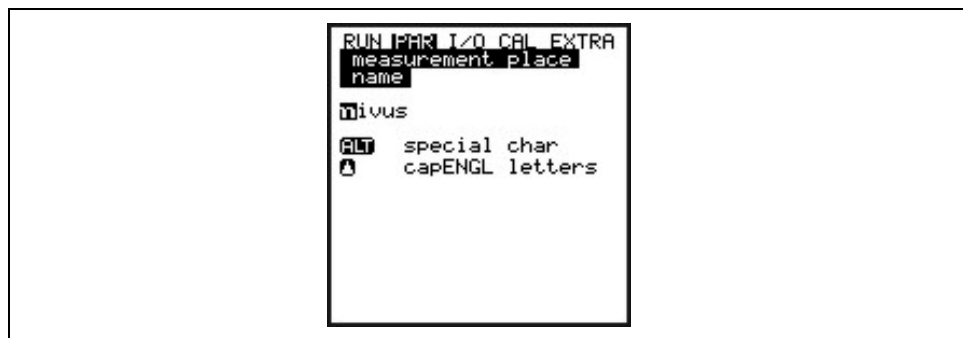 RUN PAR I/O CAL EXTRA
measurement place
name
nivus
ALT special char
capENGL letters